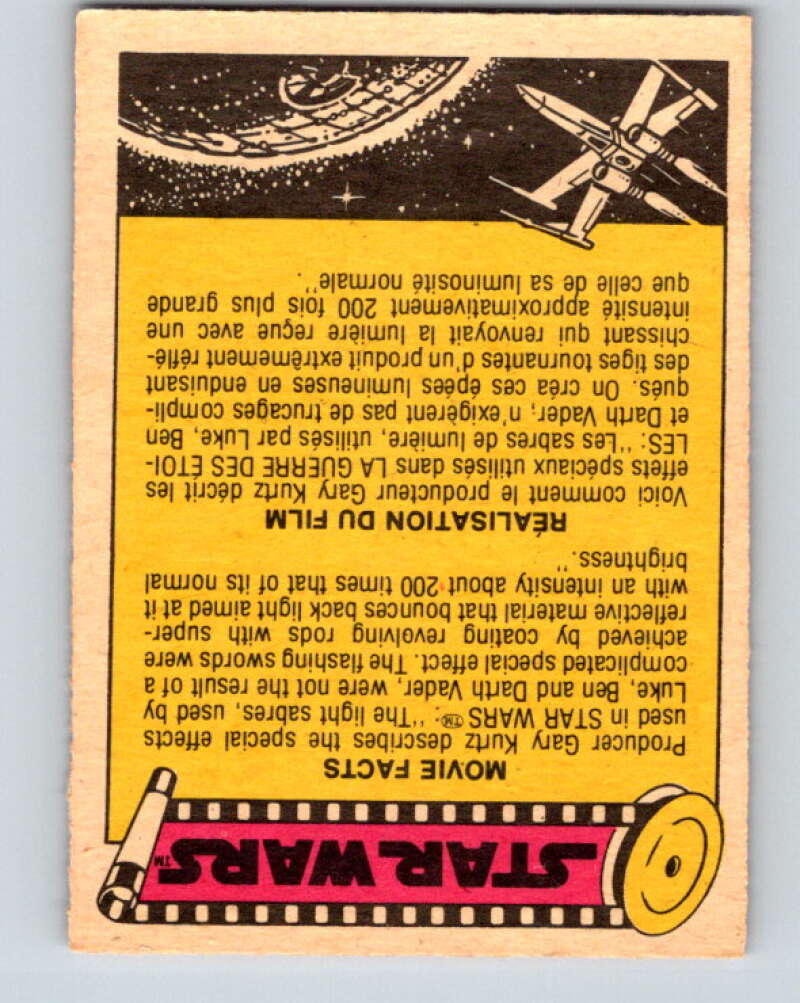 STAR WARS™
MOVIE FACTS
Producer Gary Kurtz describes the special effects
used in STAR WARS™: "The light sabres, used by
Luke, Ben and Darth Vader, were not the result of a
complicated special effect. The flashing swords were
achieved by coating revolving rods with super-
reflective material that bounces back light aimed at it
with an intensity about 200 times that of its normal
brightness."
RÉALISATION DU FILM
Voici comment le producteur Gary Kurtz décrit les
effets spéciaux utilisés dans LA GUERRE DES ÉTOI-
LES: "Les sabres de lumière, utilisés par Luke, Ben
et Darth Vader, n'exigèrent pas de trucages compli-
qués. On créa ces épées lumineuses en enduisant
des tiges tournantes d'un produit extrêmement réflé-
chissant qui renvoyait la lumière reçue avec une
intensité approximativement 200 fois plus grande
que celle de sa luminosité normale".